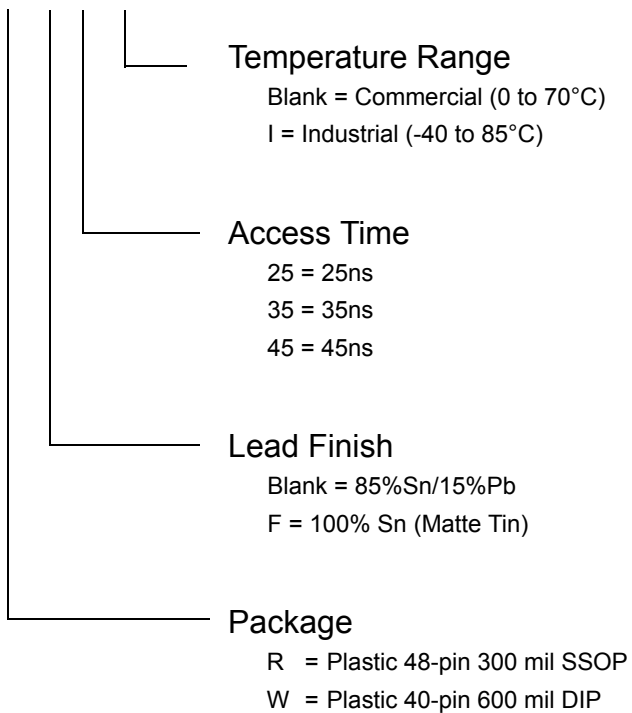 Temperature Range
Blank = Commercial (0 to 70°C)
I = Industrial (-40 to 85°C)
Access Time
25 = 25ns
35 = 35ns
45 = 45ns
Lead Finish
Blank = 85%Sn/15%Pb
F = 100% Sn (Matte Tin)
Package
R = Plastic 48-pin 300 mil SSOP
W = Plastic 40-pin 600 mil DIP